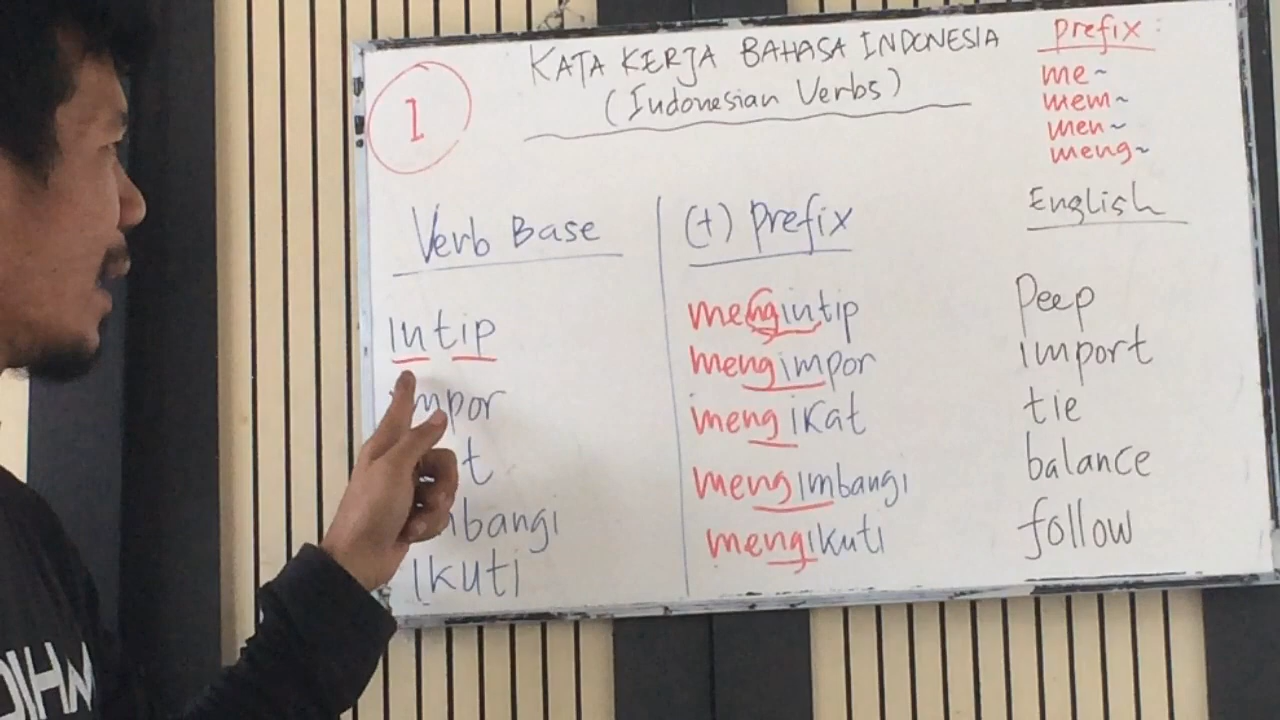 KATA KERJA BAHASA INDONESIA
(Indonesian Verbs)
I
prefix:
me~
mem~
men~
meng~
Verb Base
(+) prefix
English
Intip
mengintip
Peep
impor
mengimpor
import
mengikat
tie
mengimbangi
balance
Ikuti
mengikuti
follow